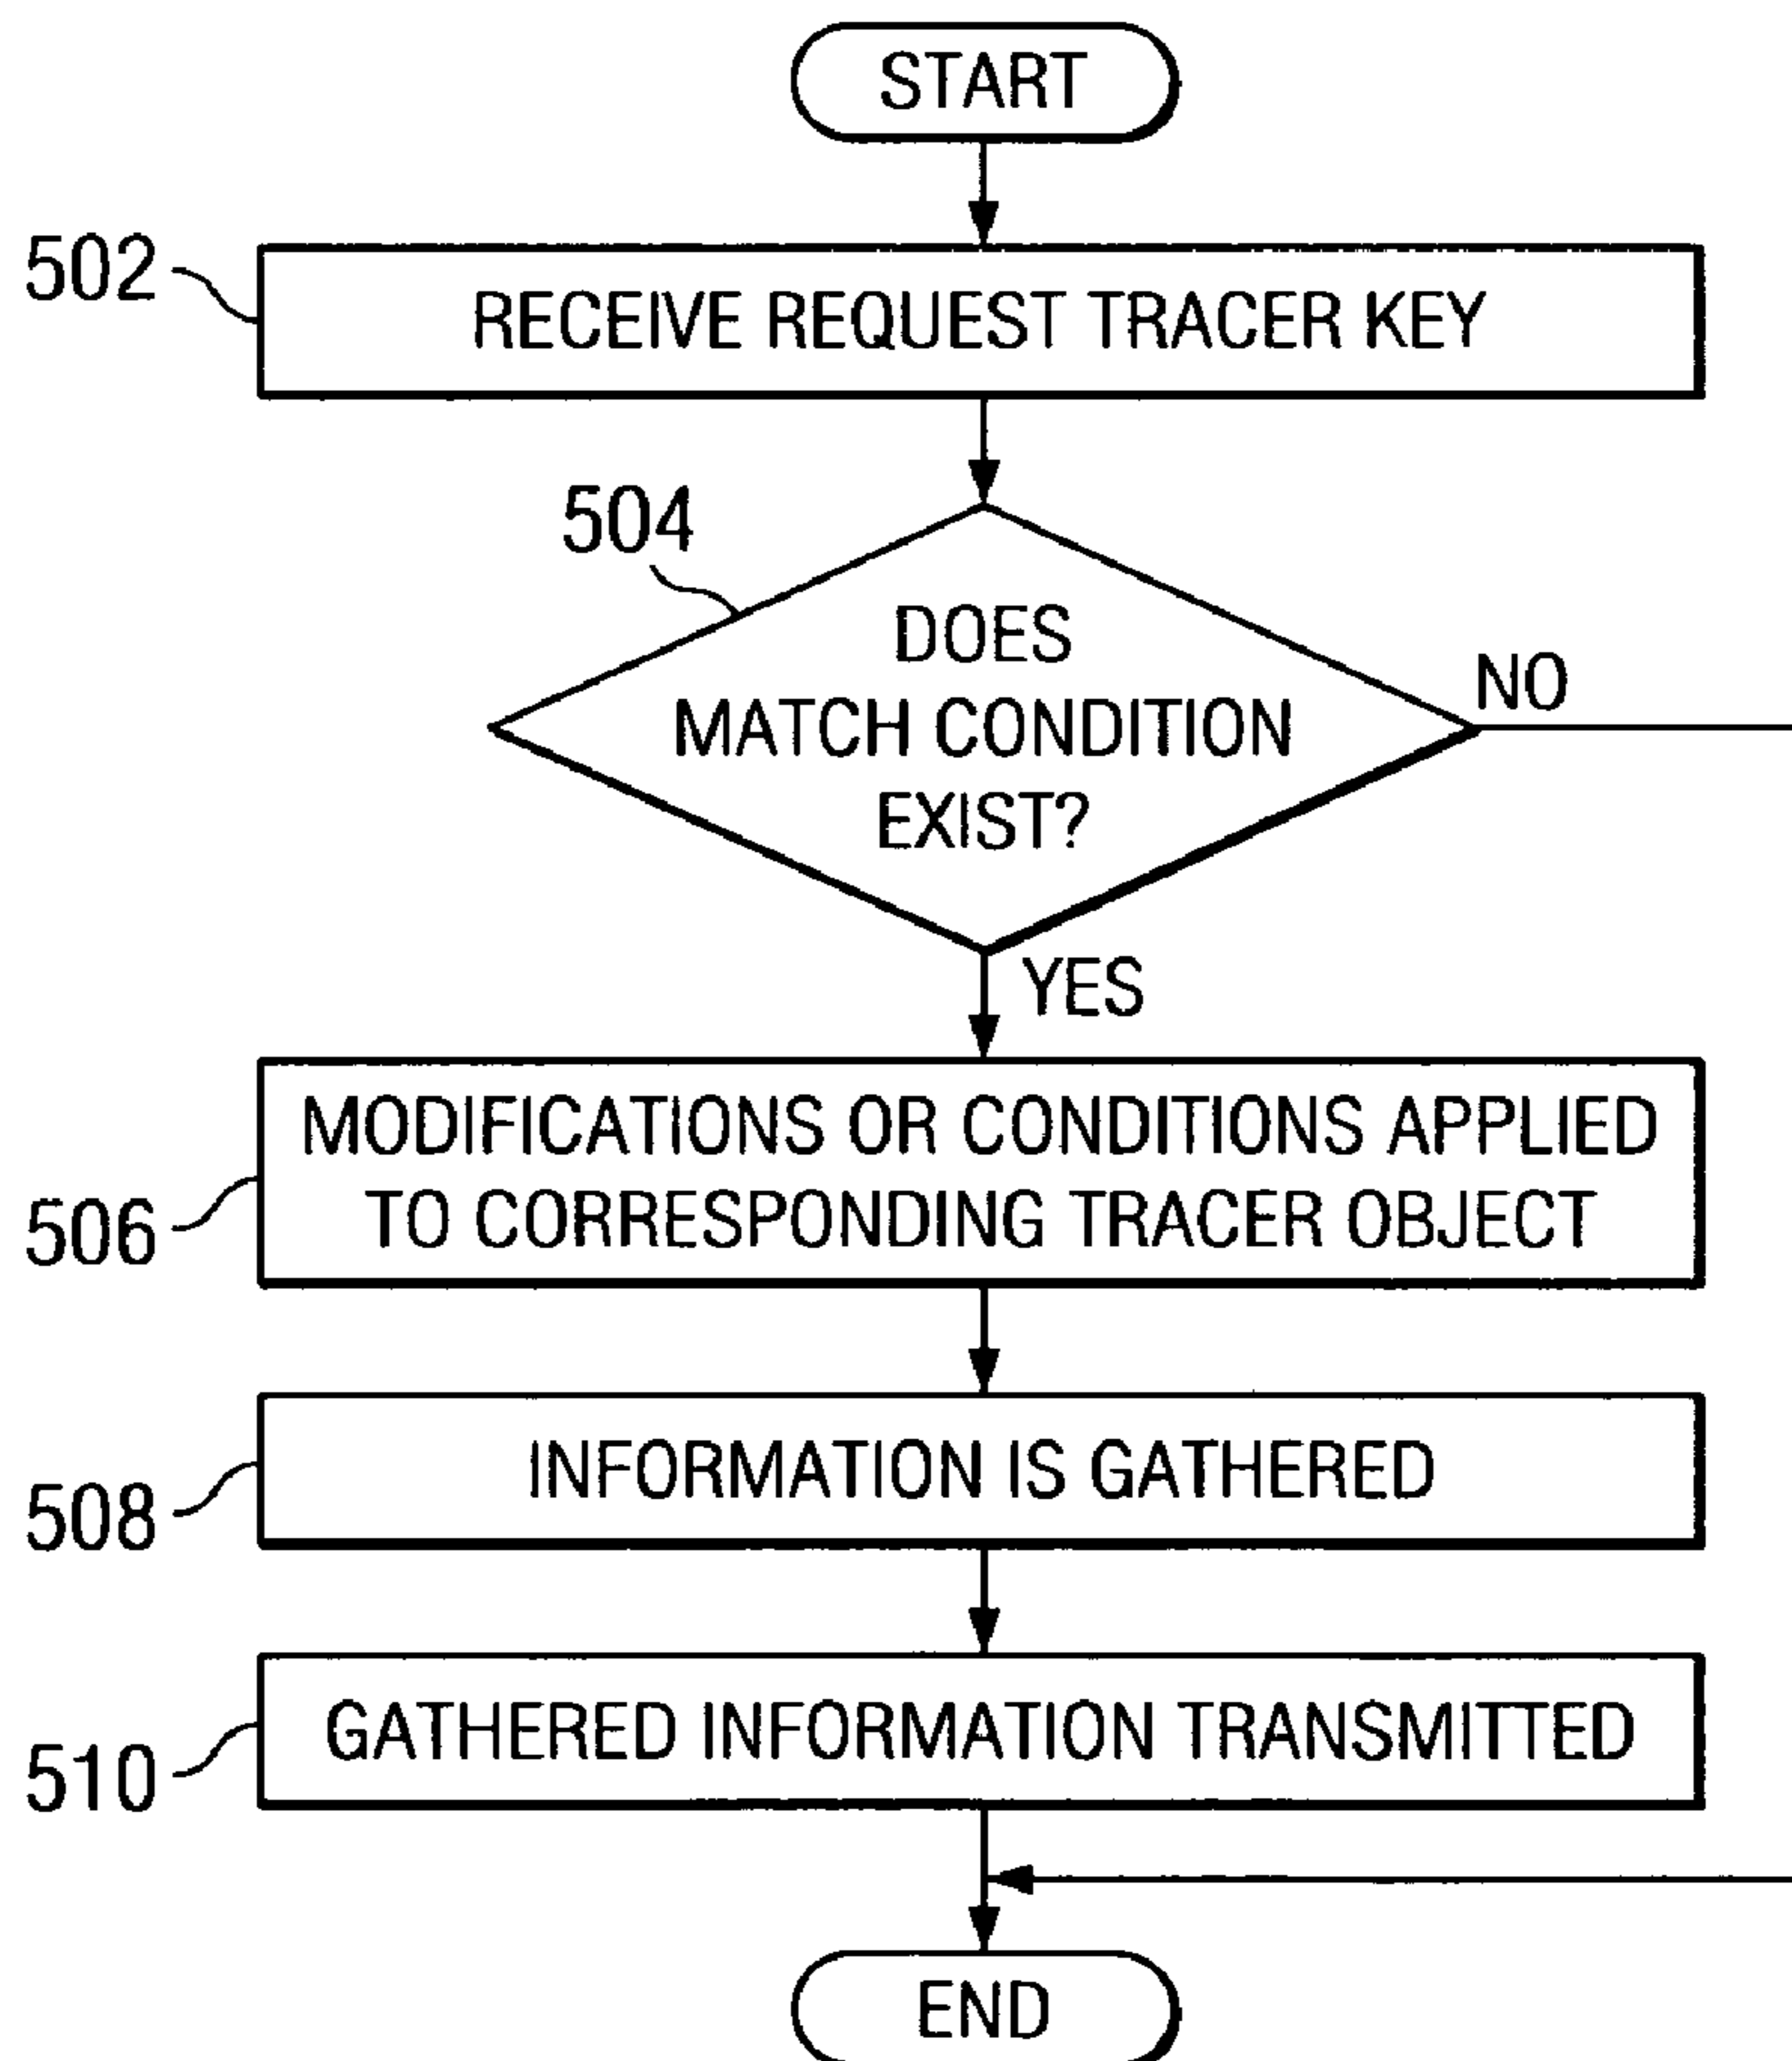 START
502
RECEIVE REQUEST TRACER KEY
504
DOES
MATCH CONDITION
EXIST?
NO
YES
MODIFICATIONS OR CONDITIONS APPLIED
TO CORRESPONDING TRACER OBJECT
506
INFORMATION IS GATHERED
508
GATHERED INFORMATION TRANSMITTED
510
END